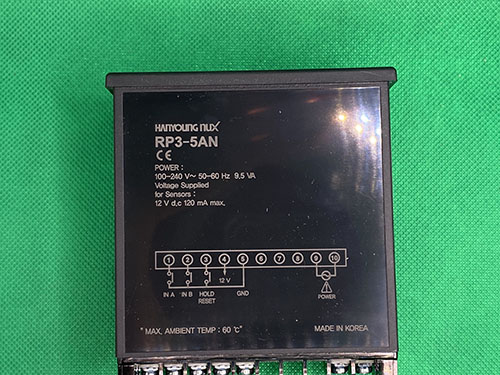 HANYOUNG nux
RP3-5AN
CE
POWER :
100-240 V~ 50-60 Hz 9.5 VA
Voltage Supplied
for Sensors :
12 V d.c 120 mA max.
1 2 3 4 5 6 7 8 9 10
IN A IN B HOLD RESET 12 V GND POWER
" MAX. AMBIENT TEMP : 60 ℃" MADE IN KOREA